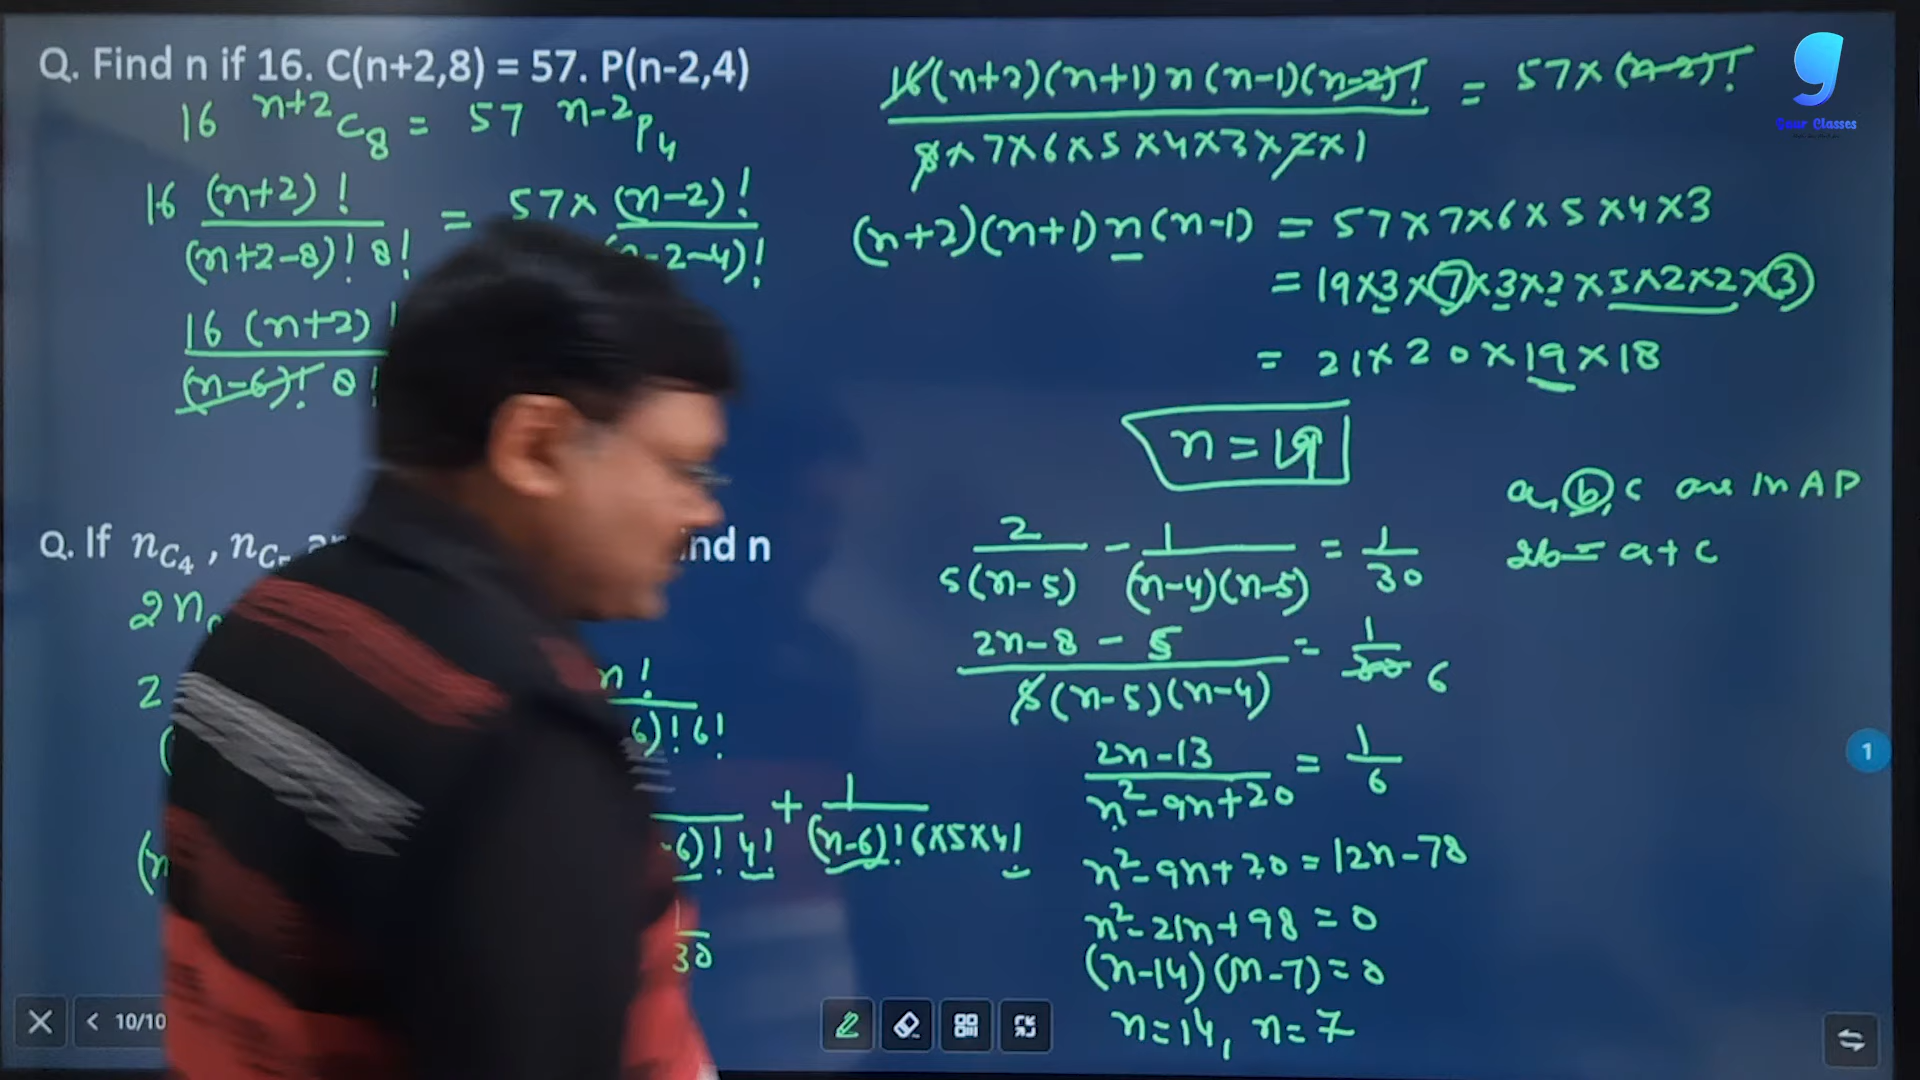 Q. Find n if 16. C(n+2,8) = 57. P(n-2,4)
16 n+2C8 = 57 n-2P4
16 (n+2)! / (n+2-8)! 8! = 57 × (n-2)! / -2-4)!
16 (n+2) ! / (n-6)! 8!
16(n+2)(n+1) n (n-1)(n-2)! / 8×7×6×5×4×3×2×1 = 57×(n-2)!
(n+2)(n+1) n (n-1) = 57×7×6×5×4×3
= 19×3×7×3×2×5×2×2×3
= 21×20×19×18
n = 19
g
Gaur Classes
Q. If nC4 , nC nd n
2 n
2
n! / 6)! 6!
(n
6)! 4! + 1 / (n-6)! 6×5×4!
30
2 / 5(n-5) - 1 / (n-4)(n-5) = 1 / 30
2n-8-5 / 5(n-5)(n-4) = 1 / 30 6
2n-13 / n²-9n+20 = 1 / 6
n²-9n+20 = 12n-78
n²-21n+98 = 0
(n-14)(n-7) = 0
n=14, n=7
a, b, c are in AP
2b = a+c
1
10/10